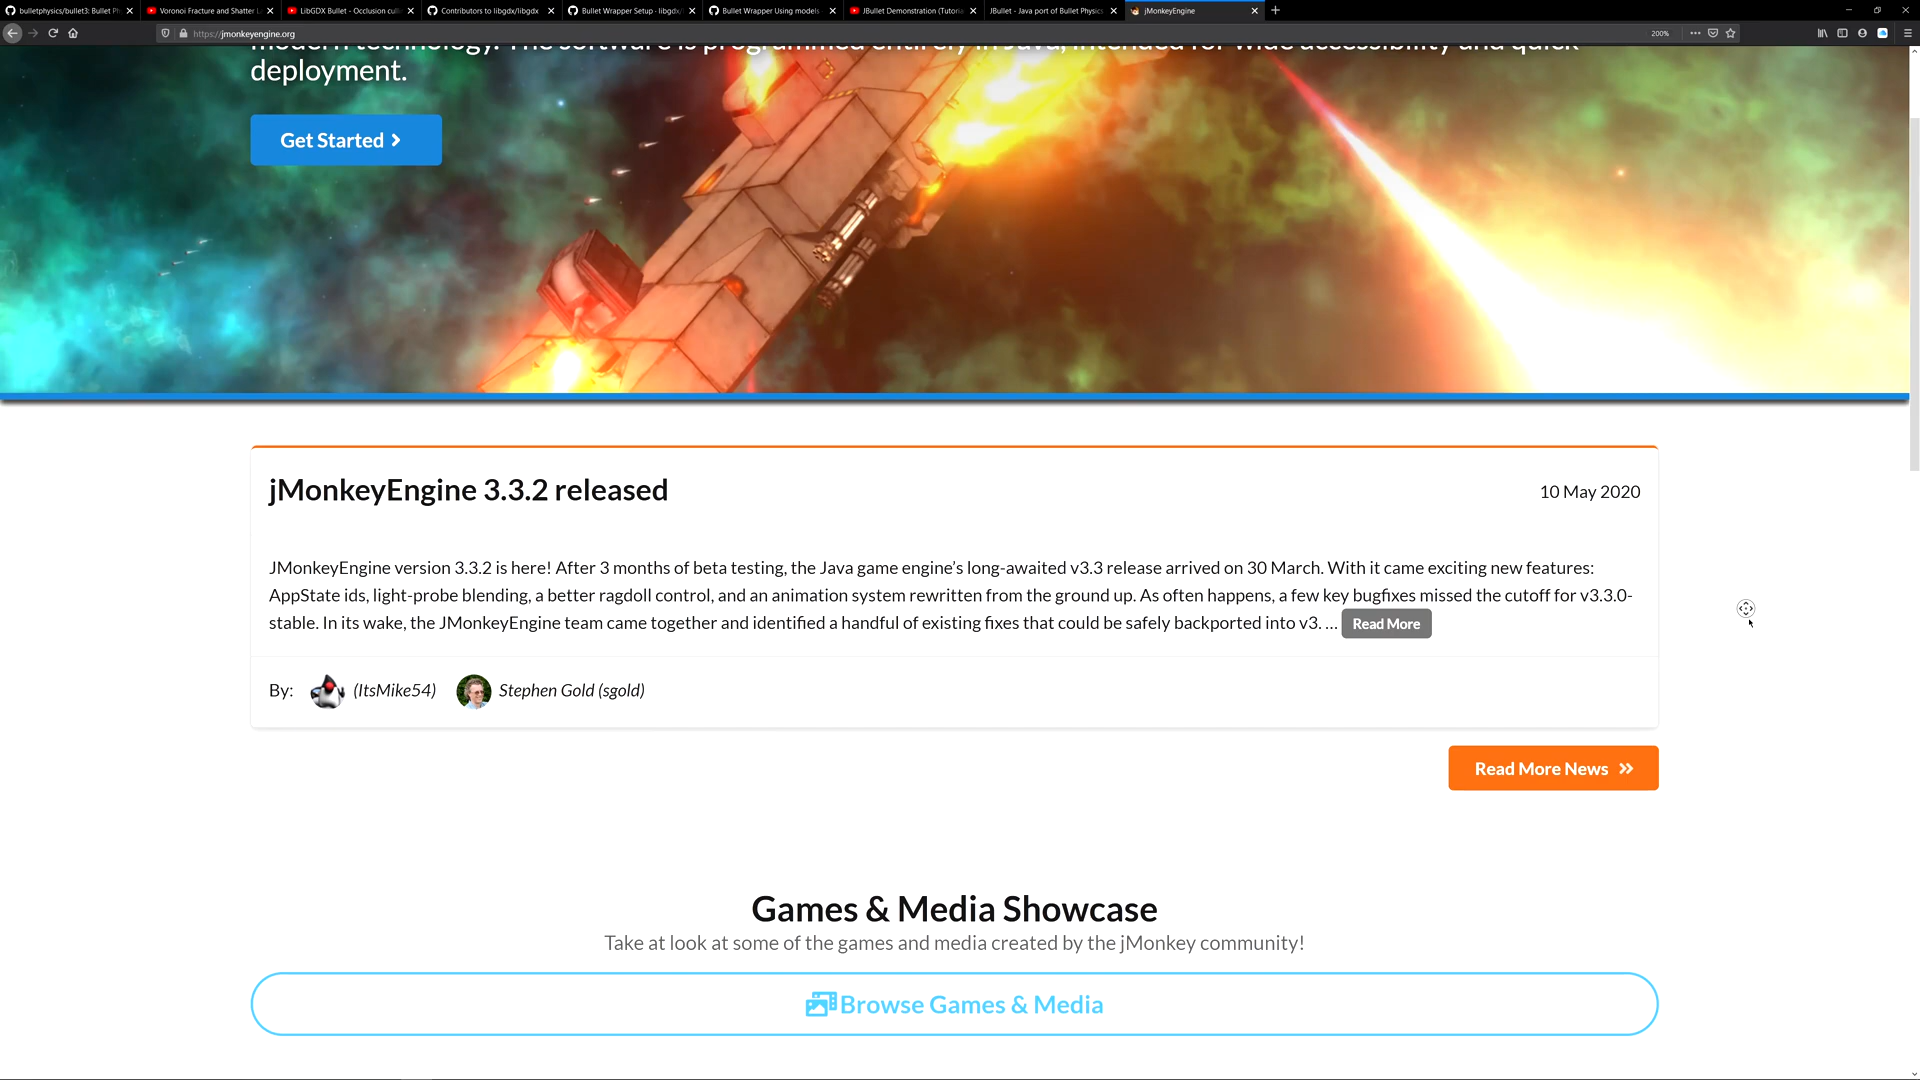 bulletphysics/bullet3: Bullet Ph
Voronoi Fracture and Shatter
LibGDX Bullet - Occlusion cull
Contributors to libgdx/libgdx
Bullet Wrapper Setup - libgdx/
Bullet Wrapper Using models -
JBullet Demonstration (Tutoria
JBullet - Java port of Bullet Physics
jMonkeyEngine
https://jmonkeyengine.org
200%
modern technology. The software is programmed entirely in Java, intended for wide accessibility and quick
deployment.
Get Started
jMonkeyEngine 3.3.2 released
10 May 2020
JMonkeyEngine version 3.3.2 is here! After 3 months of beta testing, the Java game engine’s long-awaited v3.3 release arrived on 30 March. With it came exciting new features:
AppState ids, light-probe blending, a better ragdoll control, and an animation system rewritten from the ground up. As often happens, a few key bugfixes missed the cutoff for v3.3.0-
stable. In its wake, the JMonkeyEngine team came together and identified a handful of existing fixes that could be safely backported into v3. ... Read More
By: (ItsMike54) Stephen Gold (sgold)
Read More News
Games & Media Showcase
Take at look at some of the games and media created by the jMonkey community!
Browse Games & Media